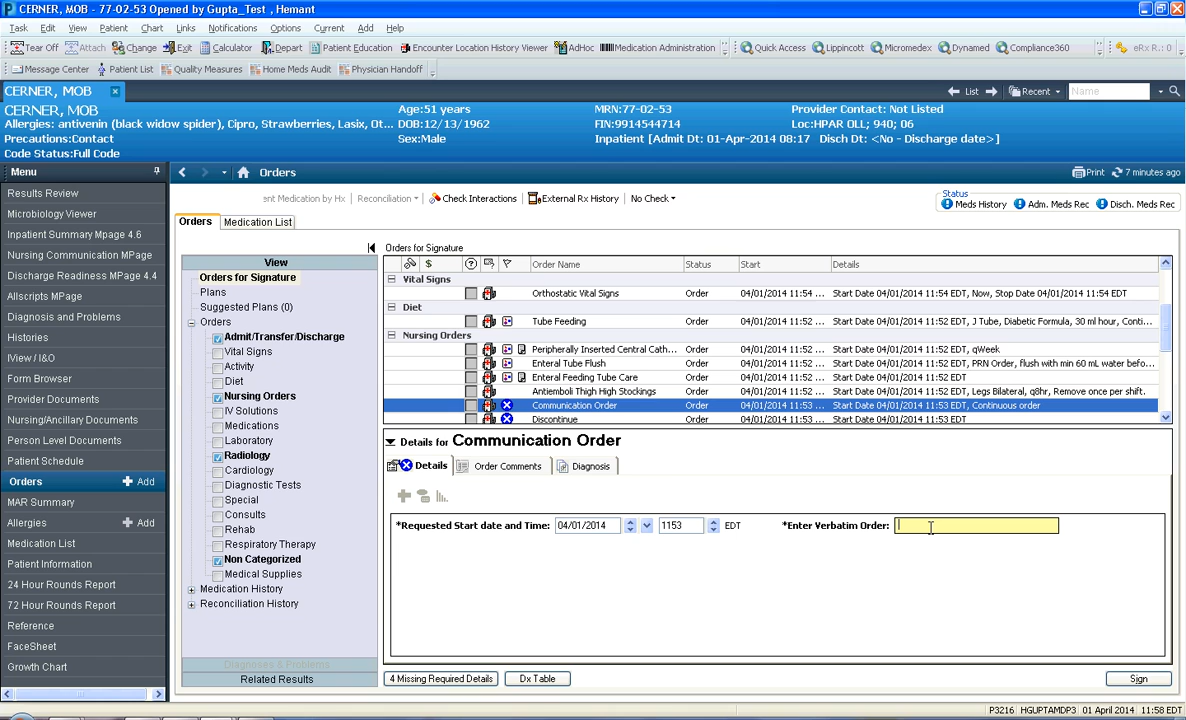 CERNER, MOB - 77-02-53 Opened by Gupta_Test , Hemant
Task Edit View Patient Chart Links Notifications Options Current Add Help
Tear Off Attach Change Exit Calculator Depart Patient Education Encounter Location History Viewer AdHoc Medication Administration Quick Access Lippincott Micromedex Dynamed Compliance360 eRx R.: 0
Message Center Patient List Quality Measures Home Meds Audit Physician Handoff
CERNER, MOB List Recent Name
CERNER, MOB Age:51 years MRN:77-02-53 Provider Contact: Not Listed
Allergies: antivenin (black widow spider), Cipro, Strawberries, Lasix, Ot... DOB:12/13/1962 FIN:9914544714 Loc:HPAR OLL; 940; 06
Precautions:Contact Sex:Male Inpatient [Admit Dt: 01-Apr-2014 08:17 Disch Dt: <No - Discharge date>]
Code Status:Full Code
Menu
Results Review
Microbiology Viewer
Inpatient Summary Mpage 4.6
Nursing Communication MPage
Discharge Readiness MPage 4.4
Allscripts MPage
Diagnosis and Problems
Histories
IView / I&O
Form Browser
Provider Documents
Nursing/Ancillary Documents
Person Level Documents
Patient Schedule
Orders Add
MAR Summary
Allergies Add
Medication List
Patient Information
24 Hour Rounds Report
72 Hour Rounds Report
Reference
FaceSheet
Growth Chart
Orders Print 7 minutes ago
ent Medication by Hx Reconciliation Check Interactions External Rx History No Check
Status
Meds History Adm. Meds Rec Disch. Meds Rec
Orders Medication List
View
Orders for Signature
Plans
Suggested Plans (0)
Orders
Admit/Transfer/Discharge
Vital Signs
Activity
Diet
Nursing Orders
IV Solutions
Medications
Laboratory
Radiology
Cardiology
Diagnostic Tests
Special
Consults
Rehab
Respiratory Therapy
Non Categorized
Medical Supplies
Medication History
Reconciliation History
Diagnoses & Problems
Related Results
Orders for Signature
$ Order Name Status Start Details
Vital Signs
Orthostatic Vital Signs Order 04/01/2014 11:54 ... Start Date 04/01/2014 11:54 EDT, Now, Stop Date 04/01/2014 11:54 EDT
Diet
Tube Feeding Order 04/01/2014 11:52 ... Start Date 04/01/2014 11:52 EDT, J Tube, Diabetic Formula, 30 ml hour, Conti...
Nursing Orders
Peripherally Inserted Central Cath... Order 04/01/2014 11:52 ... Start Date 04/01/2014 11:52 EDT, qWeek
Enteral Tube Flush Order 04/01/2014 11:52 ... Start Date 04/01/2014 11:52 EDT, PRN Order, flush with min 60 mL water befo...
Enteral Feeding Tube Care Order 04/01/2014 11:52 ... Start Date 04/01/2014 11:52 EDT
Antiemboli Thigh High Stockings Order 04/01/2014 11:52 ... Start Date 04/01/2014 11:52 EDT, Legs Bilateral, q8hr, Remove once per shift.
Communication Order Order 04/01/2014 11:53 ... Start Date 04/01/2014 11:53 EDT, Continuous order
Discontinue Order 04/01/2014 11:53 ... Start Date 04/01/2014 11:53 EDT
Details for Communication Order
Details Order Comments Diagnosis
*Requested Start date and Time: 04/01/2014 1153 EDT *Enter Verbatim Order:
4 Missing Required Details Dx Table Sign
P3216 HGUPTAMDP3 01 April 2014 11:58 EDT